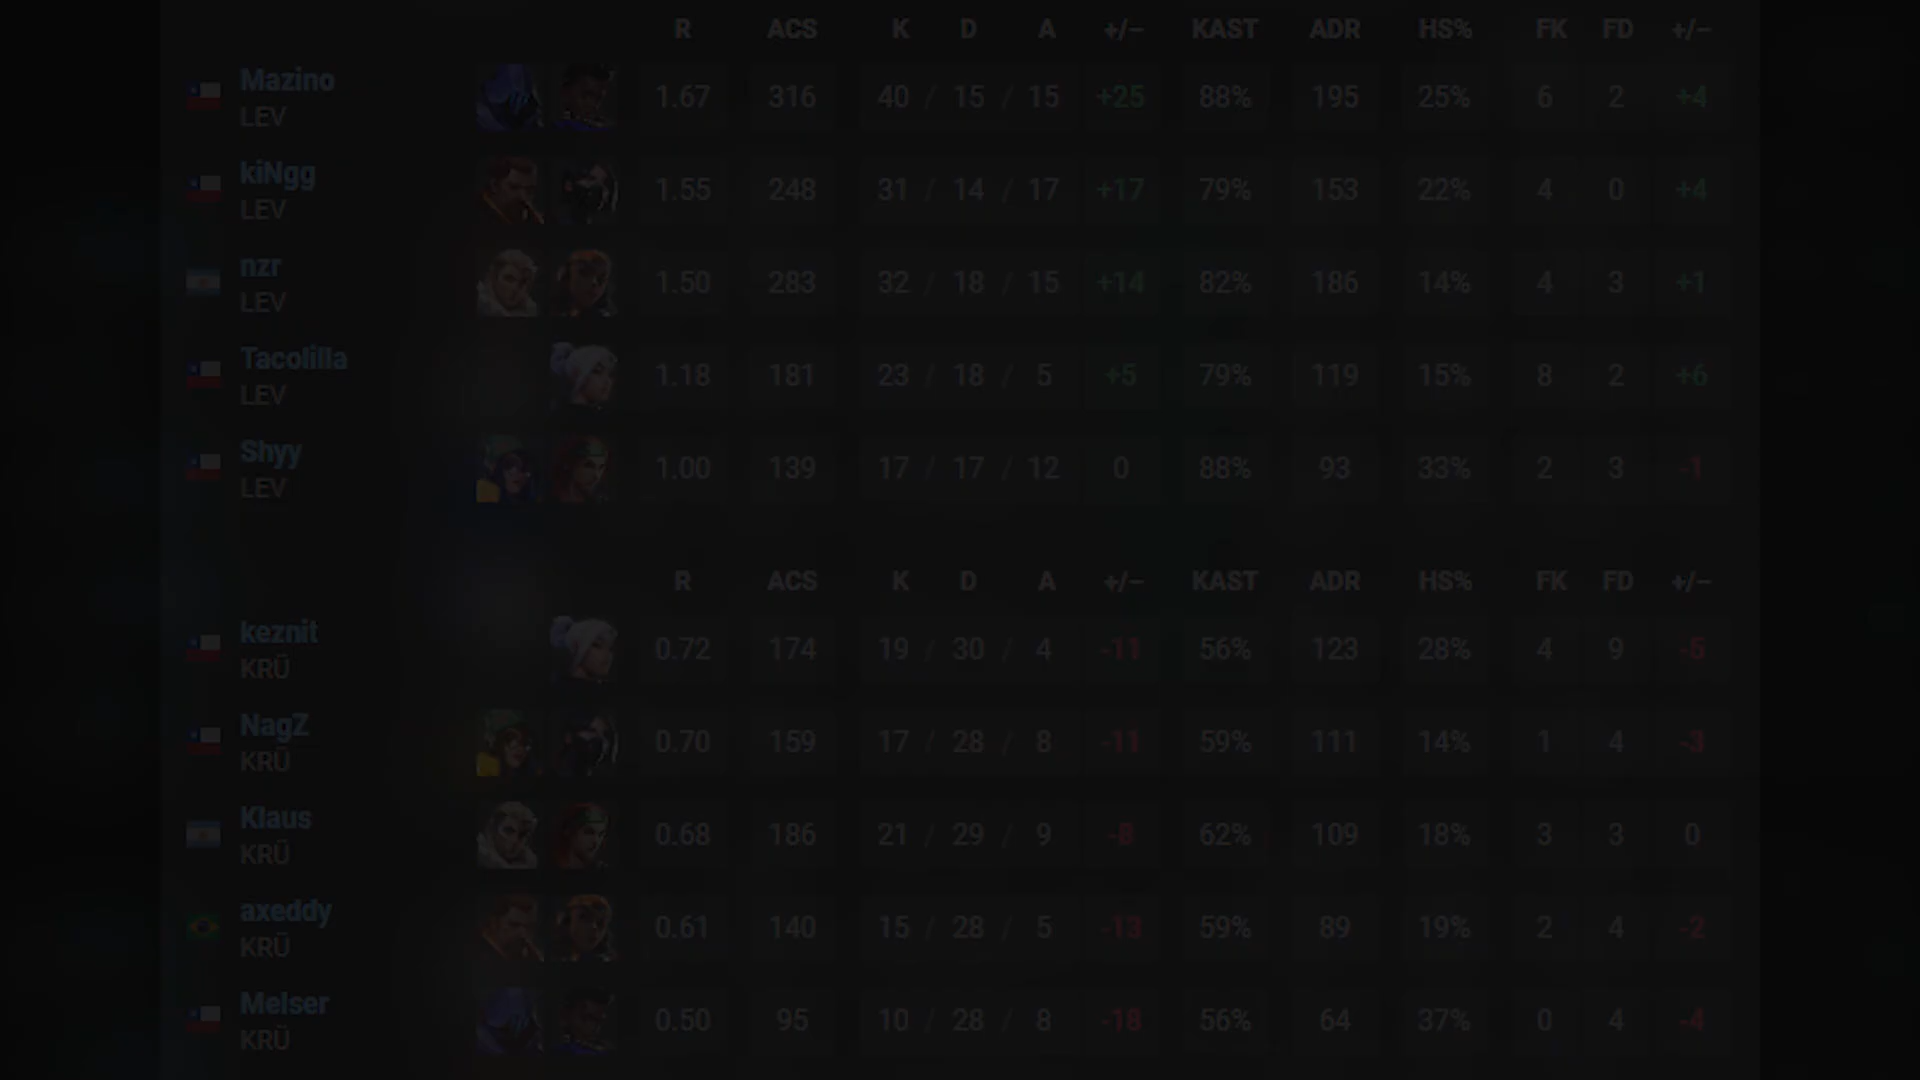 R ACS K D A +/– KAST ADR HS% FK FD +/–
Mazino 1.67 316 40 / 15 / 15 +25 88% 195 25% 6 2 +4
LEV
kiNgg 1.55 248 31 / 14 / 17 +17 79% 153 22% 4 0 +4
LEV
nzr 1.50 283 32 / 18 / 15 +14 82% 186 14% 4 3 +1
LEV
Tacolilla 1.18 181 23 / 18 / 5 +5 79% 119 15% 8 2 +6
LEV
Shyy 1.00 139 17 / 17 / 12 0 88% 93 33% 2 3 -1
LEV
R ACS K D A +/– KAST ADR HS% FK FD +/–
keznit 0.72 174 19 / 30 / 4 -11 56% 123 28% 4 9 -5
KRÜ
NagZ 0.70 159 17 / 28 / 8 -11 59% 111 14% 1 4 -3
KRÜ
Klaus 0.68 186 21 / 29 / 9 -8 62% 109 18% 3 3 0
KRÜ
axeddy 0.61 140 15 / 28 / 5 -13 59% 89 19% 2 4 -2
KRÜ
Melser 0.50 95 10 / 28 / 8 -18 56% 64 37% 0 4 -4
KRÜ